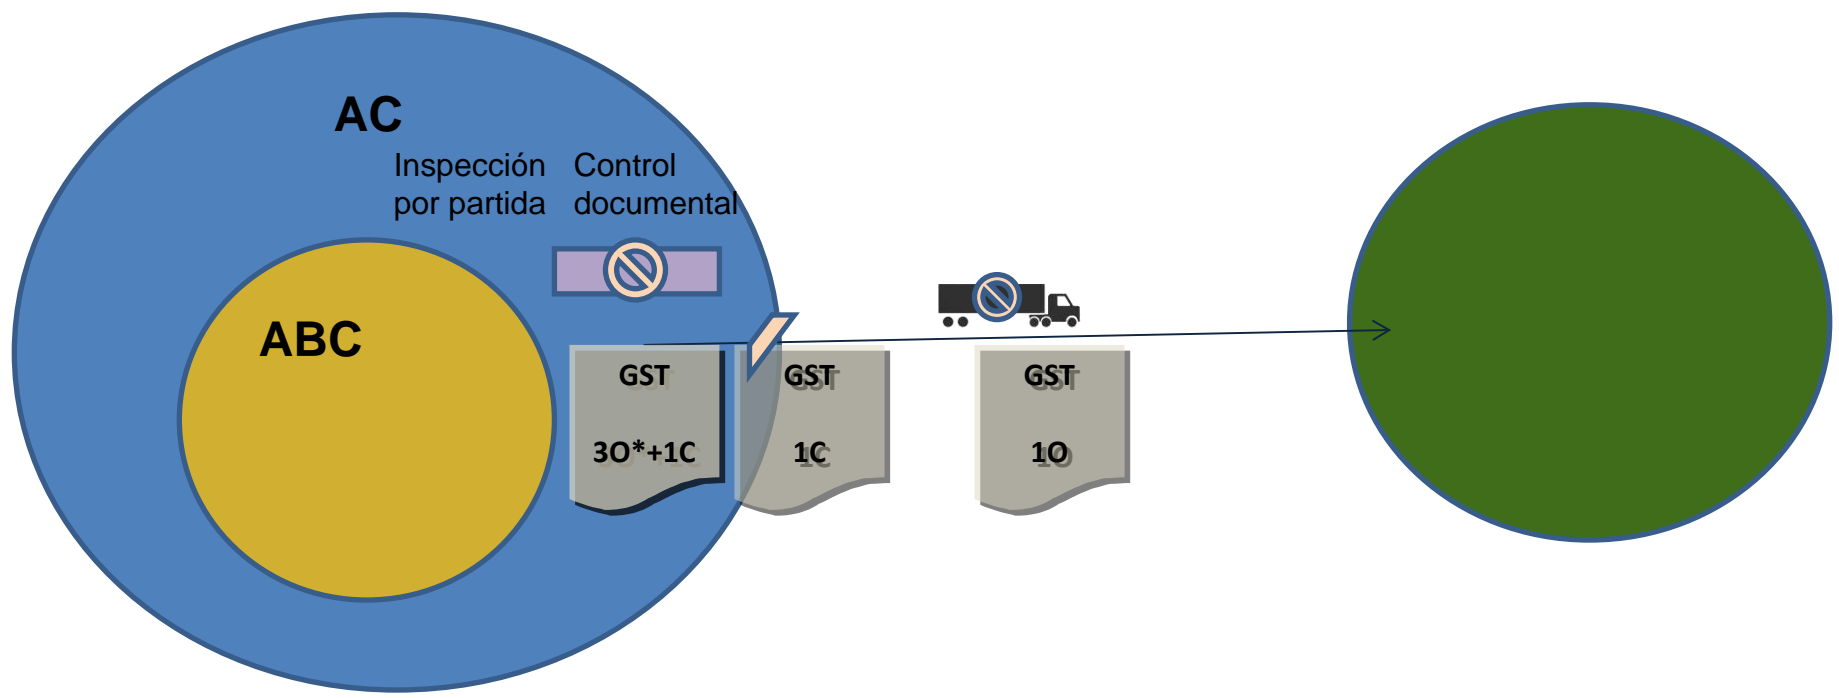 AC
Inspección
por partida
Control
documental
ABC
GST
3O*+1C
GST
1C
GST
1O